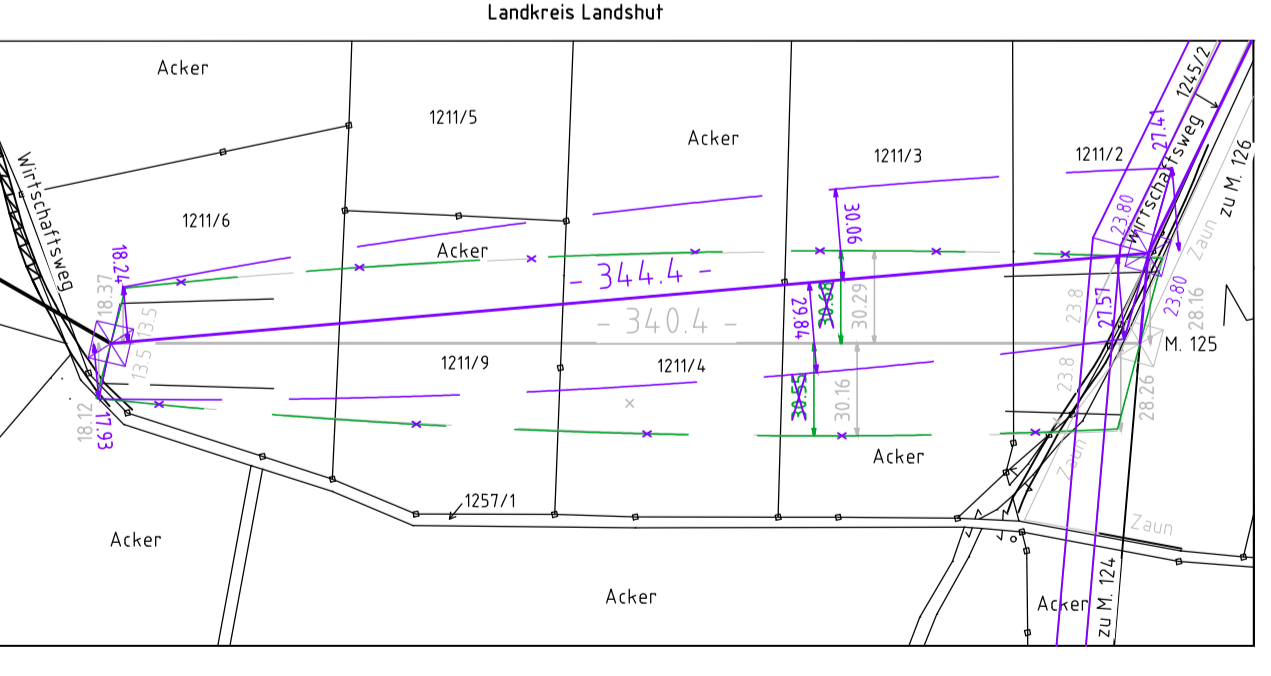 Landkreis Landshut
Acker
1245/2
1211/5
Acker
27.41
1211/3
1211/2
Wirtschaftsweg
Wirtschaftsweg
zu M. 126
1211/6
23.80
30.06
Acker
Zaun
18.24
18.37
- 344.4 -
30.29
29.84
23.8
27.57
23.80
28.16
13.5
- 340.4 -
M. 125
13.5
1211/9
1211/4
23.8
30.16
28.26
18.12
17.93
Acker
Zaun
1257/1
Zaun
Acker
Acker
Acker
zu M. 124